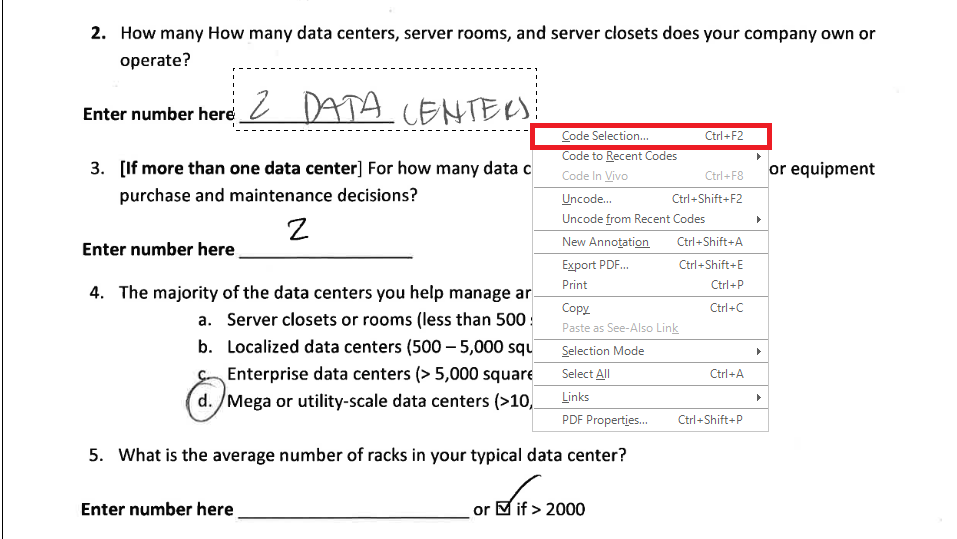 2. How many How many data centers, server rooms, and server closets does your company own or
operate?
Enter number here 2 DATA CENTERS
3. [If more than one data center] For how many data c or equipment
purchase and maintenance decisions?
Enter number here 2
4. The majority of the data centers you help manage ar
a. Server closets or rooms (less than 500
b. Localized data centers (500 – 5,000 squ
c. Enterprise data centers (> 5,000 square
d. Mega or utility-scale data centers (>10,
5. What is the average number of racks in your typical data center?
Enter number here or ☑ if > 2000
Code Selection... Ctrl+F2
Code to Recent Codes
Code In Vivo Ctrl+F8
Uncode... Ctrl+Shift+F2
Uncode from Recent Codes
New Annotation Ctrl+Shift+A
Export PDF... Ctrl+Shift+E
Print Ctrl+P
Copy Ctrl+C
Paste as See-Also Link
Selection Mode
Select All Ctrl+A
Links
PDF Properties... Ctrl+Shift+P